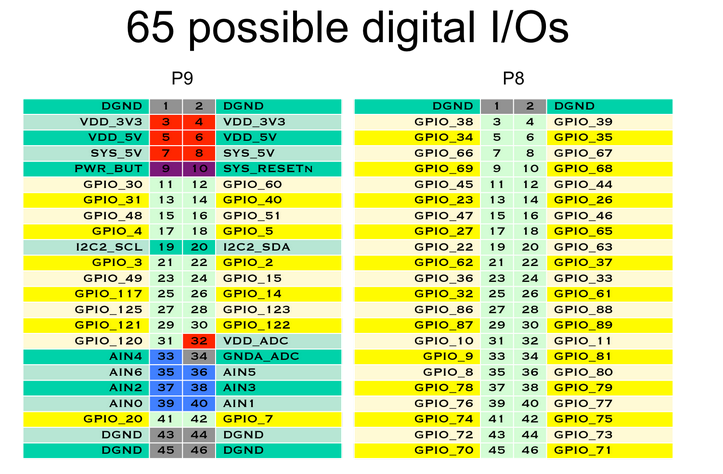 65 possible digital I/Os
P9
DGND 1 2 DGND
VDD_3V3 3 4 VDD_3V3
VDD_5V 5 6 VDD_5V
SYS_5V 7 8 SYS_5V
PWR_BUT 9 10 SYS_RESETN
GPIO_30 11 12 GPIO_60
GPIO_31 13 14 GPIO_40
GPIO_48 15 16 GPIO_51
GPIO_4 17 18 GPIO_5
I2C2_SCL 19 20 I2C2_SDA
GPIO_3 21 22 GPIO_2
GPIO_49 23 24 GPIO_15
GPIO_117 25 26 GPIO_14
GPIO_125 27 28 GPIO_123
GPIO_121 29 30 GPIO_122
GPIO_120 31 32 VDD_ADC
AIN4 33 34 GNDA_ADC
AIN6 35 36 AIN5
AIN2 37 38 AIN3
AIN0 39 40 AIN1
GPIO_20 41 42 GPIO_7
DGND 43 44 DGND
DGND 45 46 DGND
P8
DGND 1 2 DGND
GPIO_38 3 4 GPIO_39
GPIO_34 5 6 GPIO_35
GPIO_66 7 8 GPIO_67
GPIO_69 9 10 GPIO_68
GPIO_45 11 12 GPIO_44
GPIO_23 13 14 GPIO_26
GPIO_47 15 16 GPIO_46
GPIO_27 17 18 GPIO_65
GPIO_22 19 20 GPIO_63
GPIO_62 21 22 GPIO_37
GPIO_36 23 24 GPIO_33
GPIO_32 25 26 GPIO_61
GPIO_86 27 28 GPIO_88
GPIO_87 29 30 GPIO_89
GPIO_10 31 32 GPIO_11
GPIO_9 33 34 GPIO_81
GPIO_8 35 36 GPIO_80
GPIO_78 37 38 GPIO_79
GPIO_76 39 40 GPIO_77
GPIO_74 41 42 GPIO_75
GPIO_72 43 44 GPIO_73
GPIO_70 45 46 GPIO_71